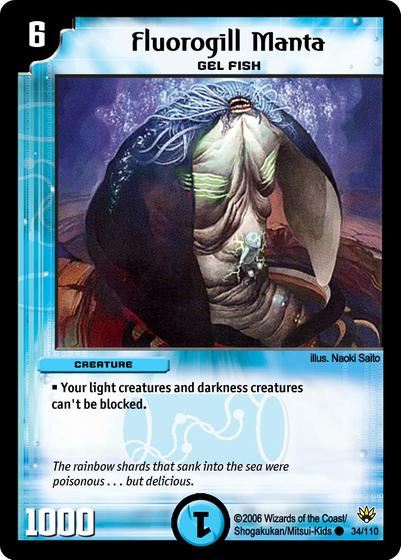 6
Fluorogill Manta
GEL FISH
illus. Naoki Saito
CREATURE
▪ Your light creatures and darkness creatures
can't be blocked.
The rainbow shards that sank into the sea were
poisonous . . . but delicious.
1000
©2006 Wizards of the Coast/
Shogakukan/Mitsui-Kids ● 34/110